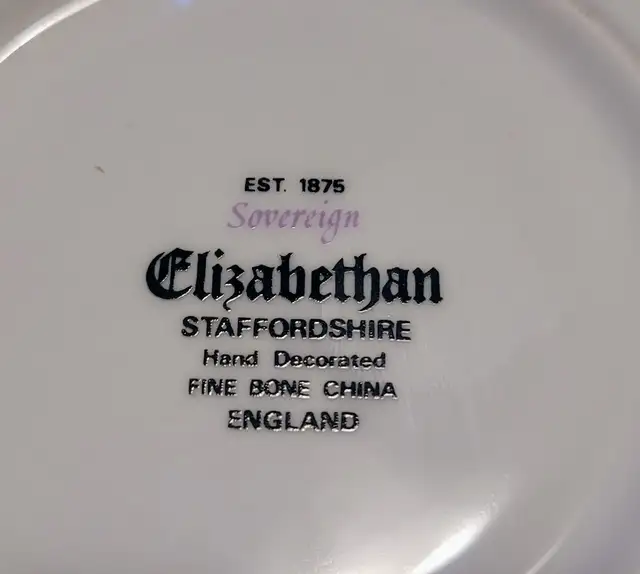 EST. 1875
Sovereign
Elizabethan
STAFFORDSHIRE
Hand Decorated
FINE BONE CHINA
ENGLAND